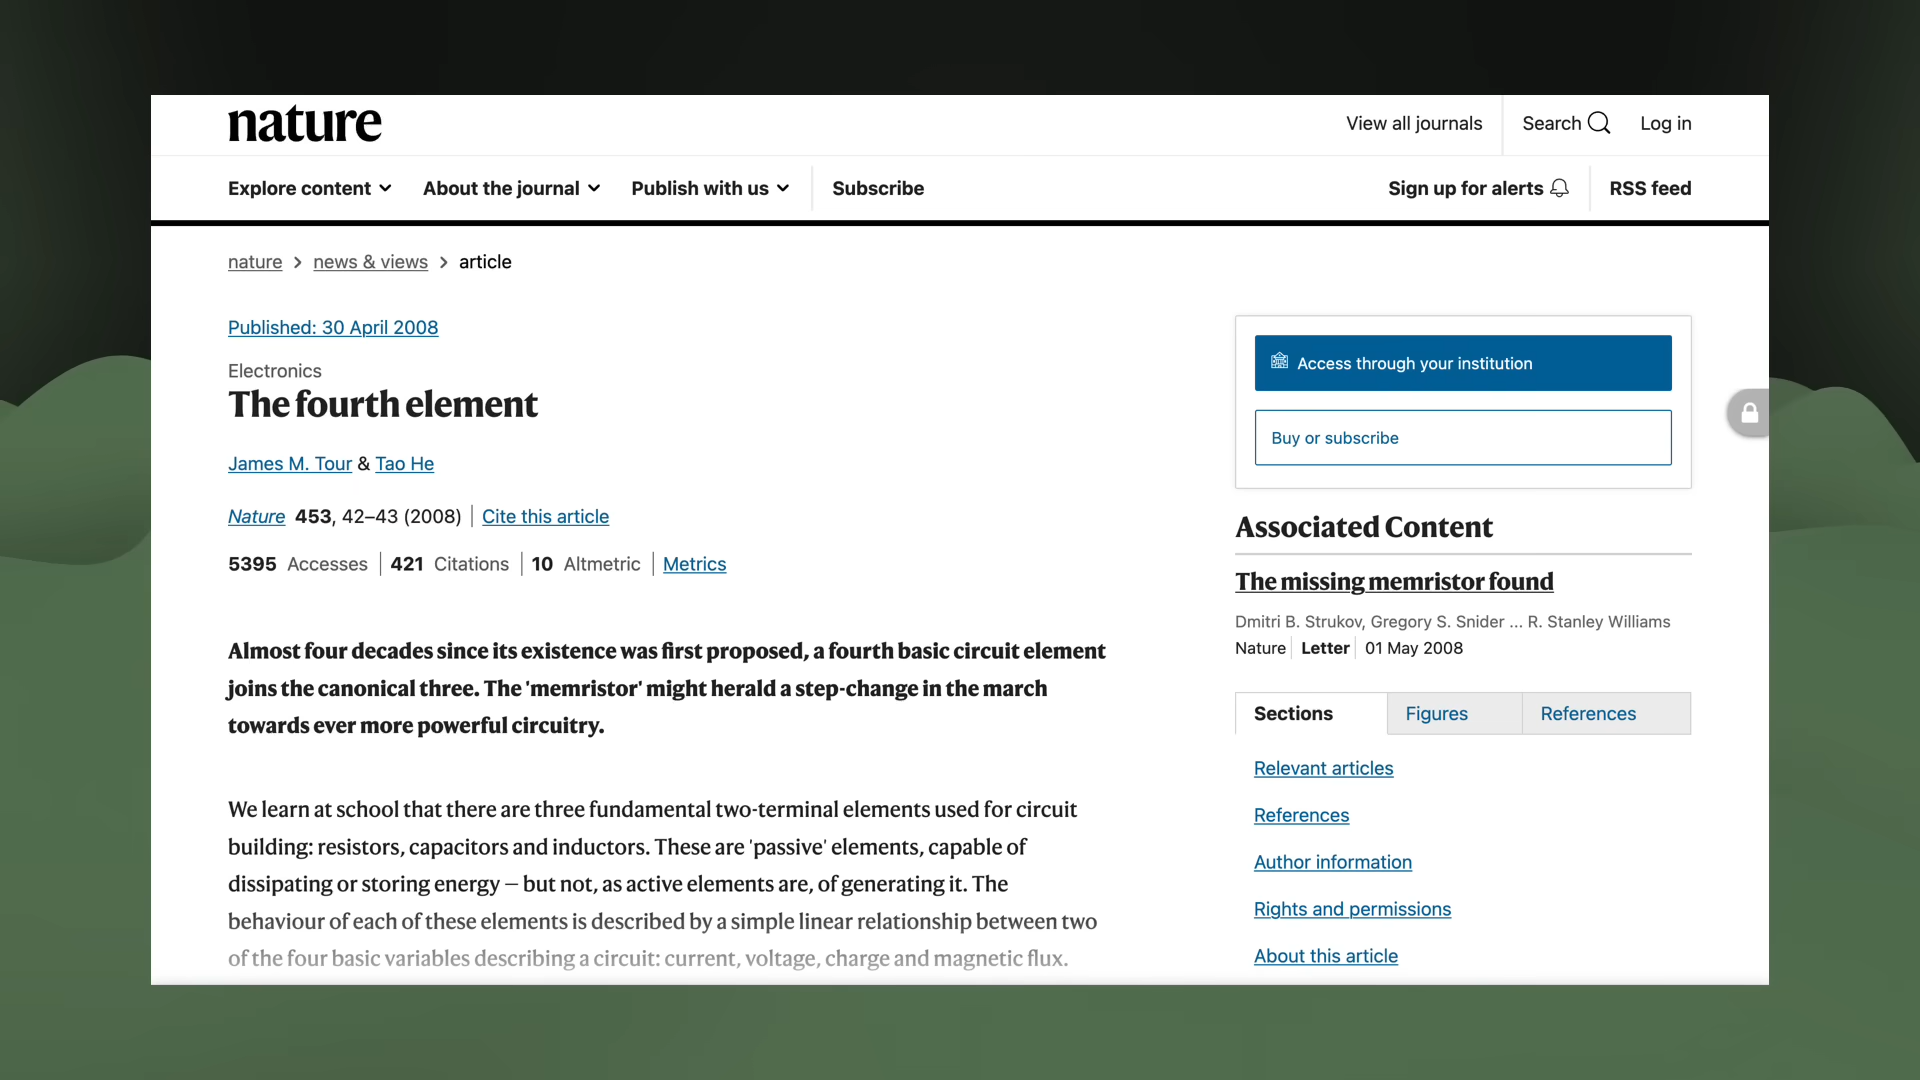 nature
View all journals
Search
Log in
Explore content
About the journal
Publish with us
Subscribe
Sign up for alerts
RSS feed
nature > news & views > article
Published: 30 April 2008
Electronics
The fourth element
James M. Tour & Tao He
Nature 453, 42–43 (2008) | Cite this article
5395 Accesses | 421 Citations | 10 Altmetric | Metrics
Almost four decades since its existence was first proposed, a fourth basic circuit element
joins the canonical three. The 'memristor' might herald a step-change in the march
towards ever more powerful circuitry.
We learn at school that there are three fundamental two-terminal elements used for circuit
building: resistors, capacitors and inductors. These are 'passive' elements, capable of
dissipating or storing energy — but not, as active elements are, of generating it. The
behaviour of each of these elements is described by a simple linear relationship between two
of the four basic variables describing a circuit: current, voltage, charge and magnetic flux.
Access through your institution
Buy or subscribe
Associated Content
The missing memristor found
Dmitri B. Strukov, Gregory S. Snider ... R. Stanley Williams
Nature | Letter | 01 May 2008
Sections
Figures
References
Relevant articles
References
Author information
Rights and permissions
About this article